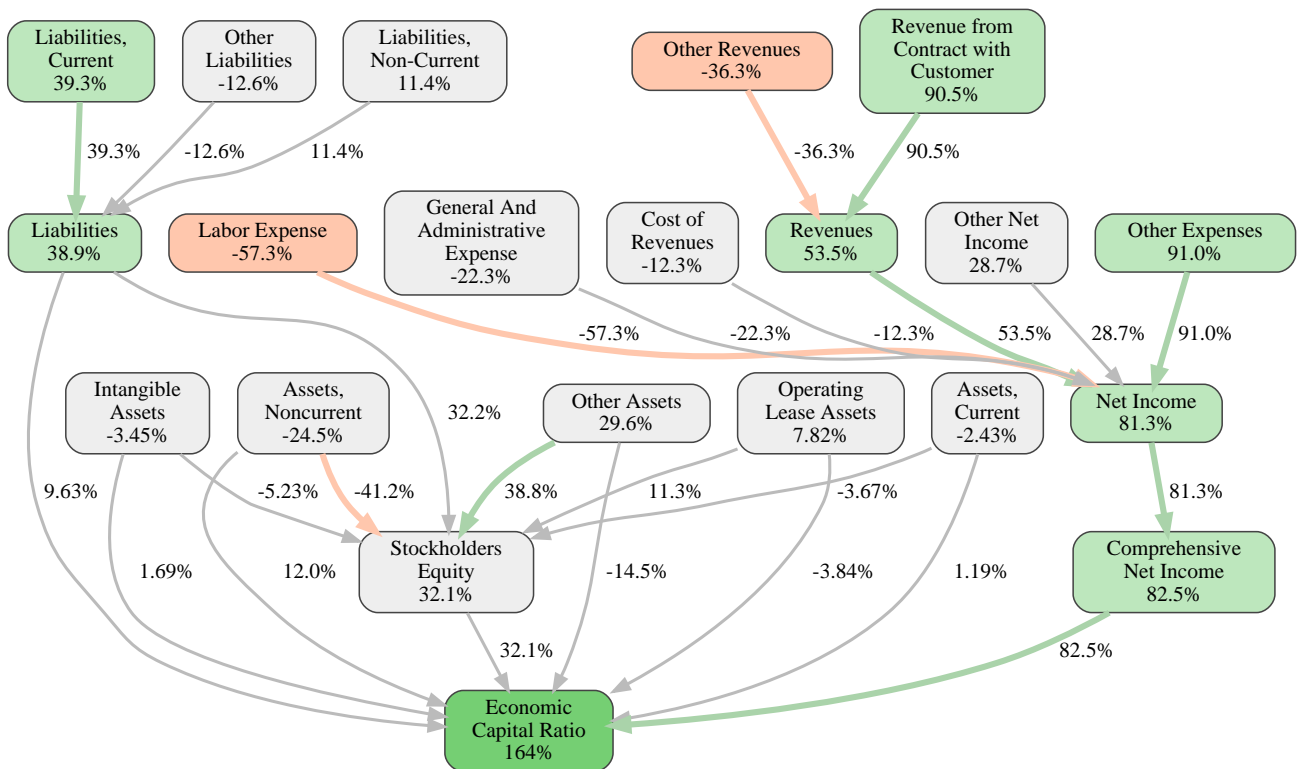 Liabilities,
Current
39.3%
Other
Liabilities
-12.6%
Liabilities,
Non-Current
11.4%
Other Revenues
-36.3%
Revenue from
Contract with
Customer
90.5%
39.3%
-12.6%
11.4%
-36.3%
90.5%
Liabilities
38.9%
Labor Expense
-57.3%
General And
Administrative
Expense
-22.3%
Cost of
Revenues
-12.3%
Revenues
53.5%
Other Net
Income
28.7%
Other Expenses
91.0%
-57.3%
-22.3%
-12.3%
53.5%
28.7%
91.0%
Intangible
Assets
-3.45%
Assets,
Noncurrent
-24.5%
32.2%
Other Assets
29.6%
Operating
Lease Assets
7.82%
Assets,
Current
-2.43%
Net Income
81.3%
9.63%
-5.23%
-41.2%
38.8%
11.3%
-3.67%
81.3%
1.69%
12.0%
Stockholders
Equity
32.1%
-14.5%
-3.84%
1.19%
Comprehensive
Net Income
82.5%
32.1%
82.5%
Economic
Capital Ratio
164%